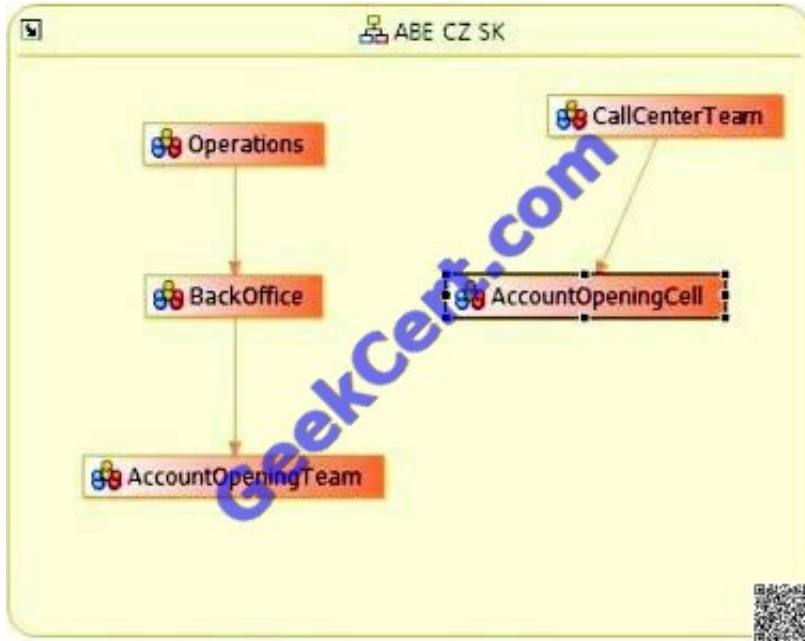 ABE CZ SK
Operations
CallCenterTeam
BackOffice
AccountOpeningCell
AccountOpeningTeam
GeekCert.com